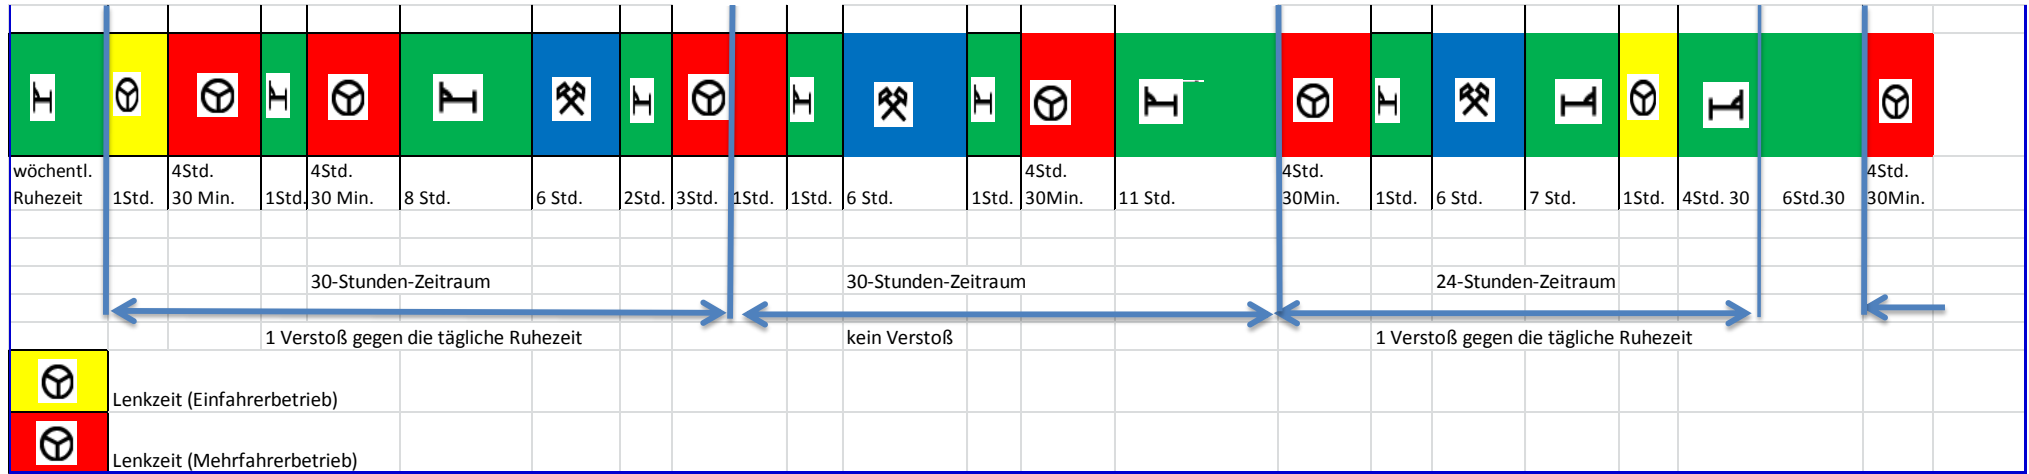 4Std. 4Std. 4Std. 4Std. 4Std.
wöchentl.
Ruhezeit 1Std. 30 Min. 1Std. 30 Min. 8 Std. 6 Std. 2Std. 3Std. 1Std. 1Std. 6 Std. 1Std. 30Min. 11 Std. 30Min. 1Std. 6 Std. 7 Std. 1Std. 4Std. 30 6Std.30 30Min.
30-Stunden-Zeitraum 30-Stunden-Zeitraum 24-Stunden-Zeitraum
1 Verstoß gegen die tägliche Ruhezeit kein Verstoß 1 Verstoß gegen die tägliche Ruhezeit
Lenkzeit (Einfahrerbetrieb)
Lenkzeit (Mehrfahrerbetrieb)